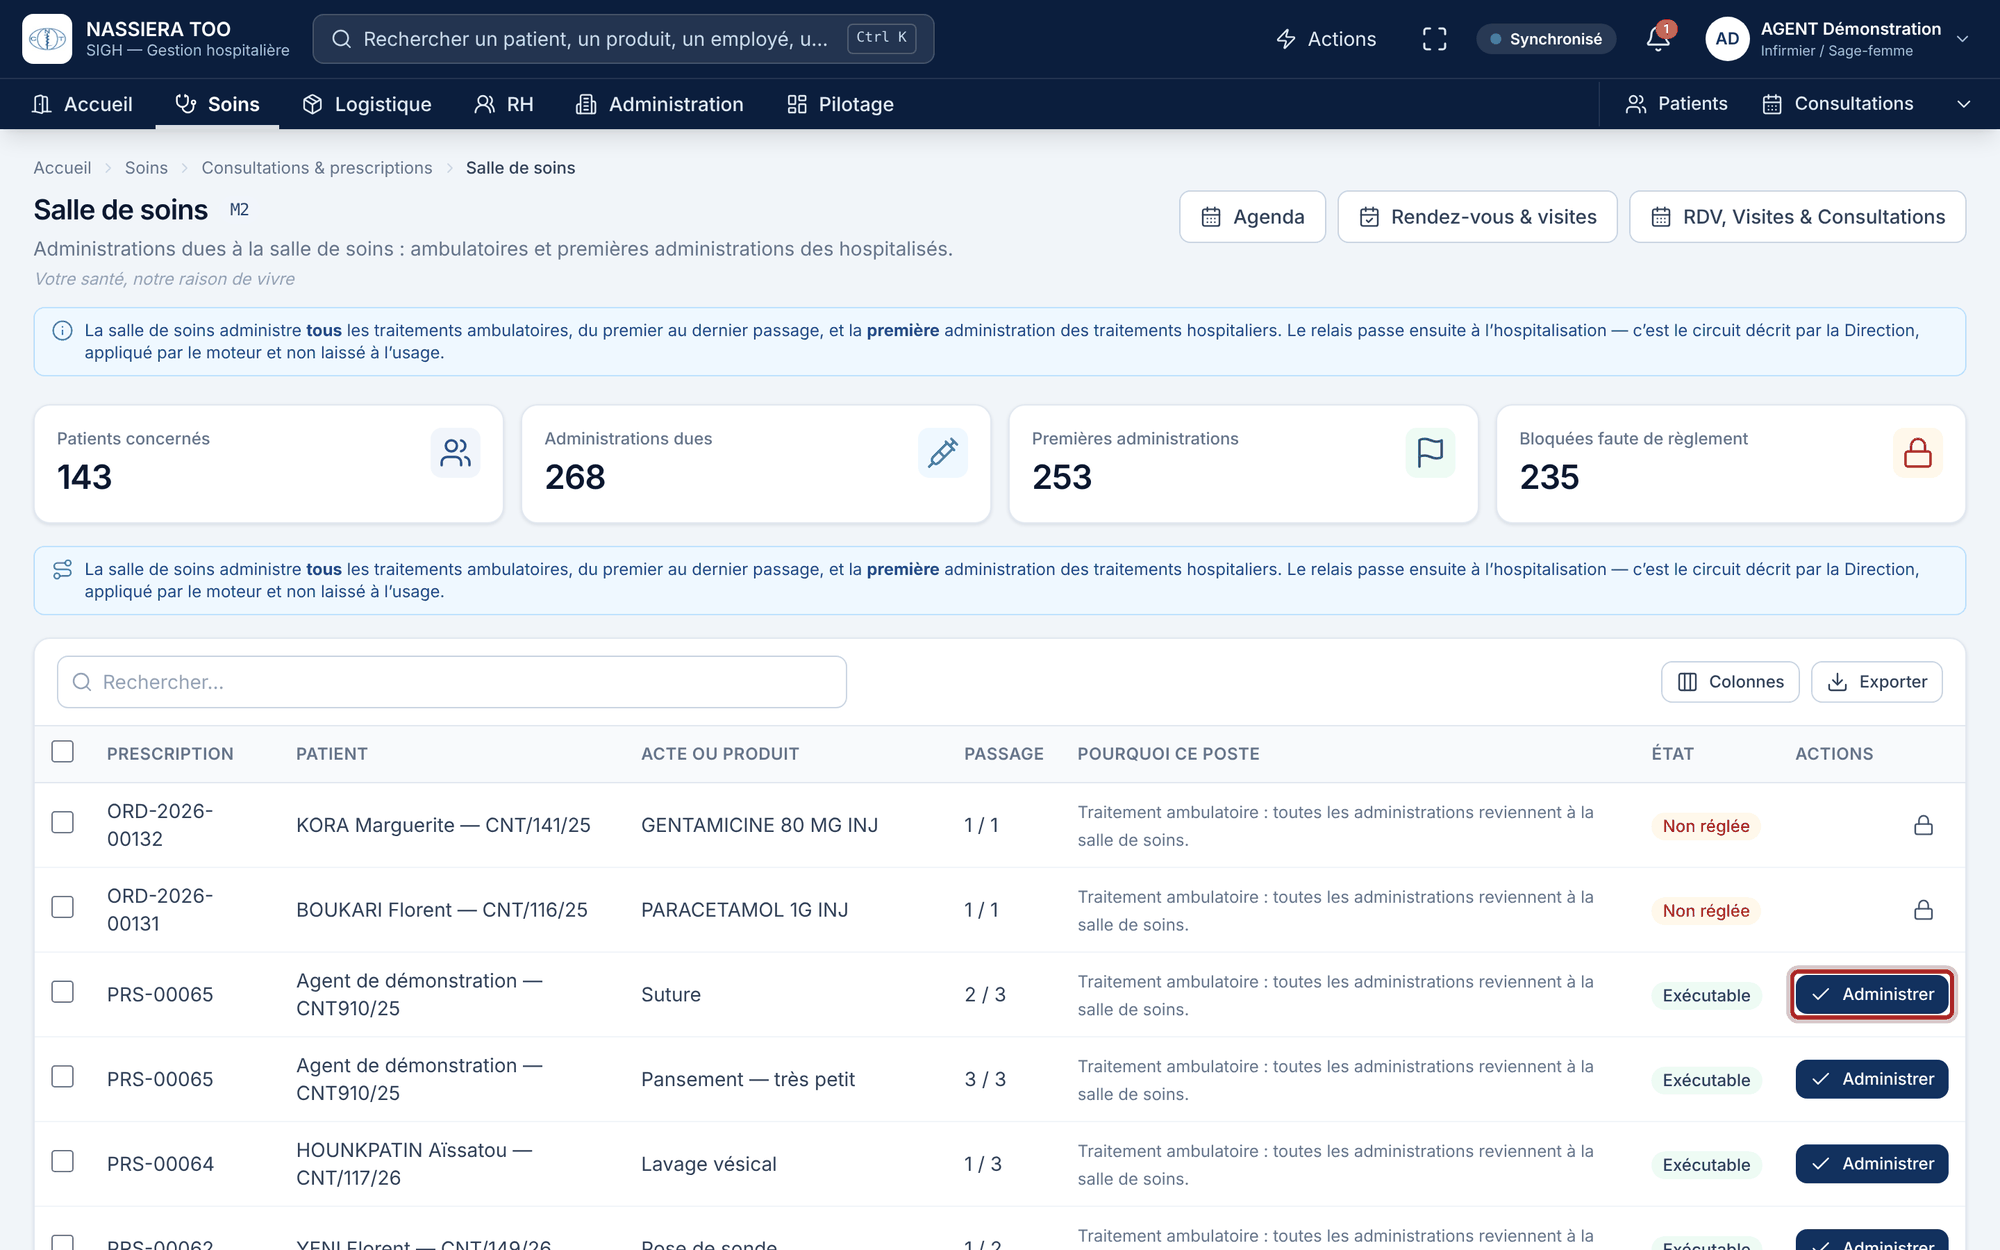 NASSIERA TOO
SIGH — Gestion hospitalière
Rechercher un patient, un produit, un employé, u...
Ctrl K
Actions
Synchronisé
1
AD
AGENT Démonstration
Infirmier / Sage-femme
Accueil
Soins
Logistique
RH
Administration
Pilotage
Patients
Consultations
Accueil
Soins
Consultations & prescriptions
Salle de soins
Salle de soins M2
Administrations dues à la salle de soins : ambulatoires et premières administrations des hospitalisés.
Votre santé, notre raison de vivre
Agenda
Rendez-vous & visites
RDV, Visites & Consultations
La salle de soins administre tous les traitements ambulatoires, du premier au dernier passage, et la première administration des traitements hospitaliers. Le relais passe ensuite à l’hospitalisation — c’est le circuit décrit par la Direction,
appliqué par le moteur et non laissé à l’usage.
Patients concernés
143
Administrations dues
268
Premières administrations
253
Bloquées faute de règlement
235
La salle de soins administre tous les traitements ambulatoires, du premier au dernier passage, et la première administration des traitements hospitaliers. Le relais passe ensuite à l’hospitalisation — c’est le circuit décrit par la Direction,
appliqué par le moteur et non laissé à l’usage.
Rechercher...
Colonnes
Exporter
PRESCRIPTION PATIENT ACTE OU PRODUIT PASSAGE POURQUOI CE POSTE ÉTAT ACTIONS
ORD-2026-
00132
KORA Marguerite — CNT/141/25
GENTAMICINE 80 MG INJ
1 / 1
Traitement ambulatoire : toutes les administrations reviennent à la
salle de soins.
Non réglée
ORD-2026-
00131
BOUKARI Florent — CNT/116/25
PARACETAMOL 1G INJ
1 / 1
Traitement ambulatoire : toutes les administrations reviennent à la
salle de soins.
Non réglée
PRS-00065
Agent de démonstration —
CNT910/25
Suture
2 / 3
Traitement ambulatoire : toutes les administrations reviennent à la
salle de soins.
Exécutable
Administrer
PRS-00065
Agent de démonstration —
CNT910/25
Pansement — très petit
3 / 3
Traitement ambulatoire : toutes les administrations reviennent à la
salle de soins.
Exécutable
Administrer
PRS-00064
HOUNKPATIN Aïssatou —
CNT/117/26
Lavage vésical
1 / 3
Traitement ambulatoire : toutes les administrations reviennent à la
salle de soins.
Exécutable
Administrer
PRS-00062
YENI Florent — CNT/149/26
Pose de sonde
1 / 2
Traitement ambulatoire : toutes les administrations reviennent à la
Exécutable
Administrer